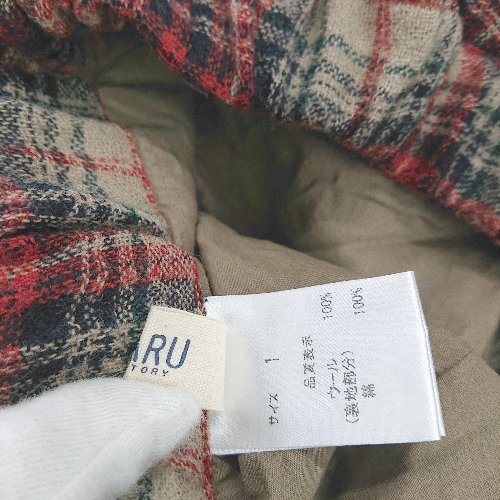 ARU
TORY
サイズ 1
品質表示
ウール 100%
(裏地部分)
綿 100%